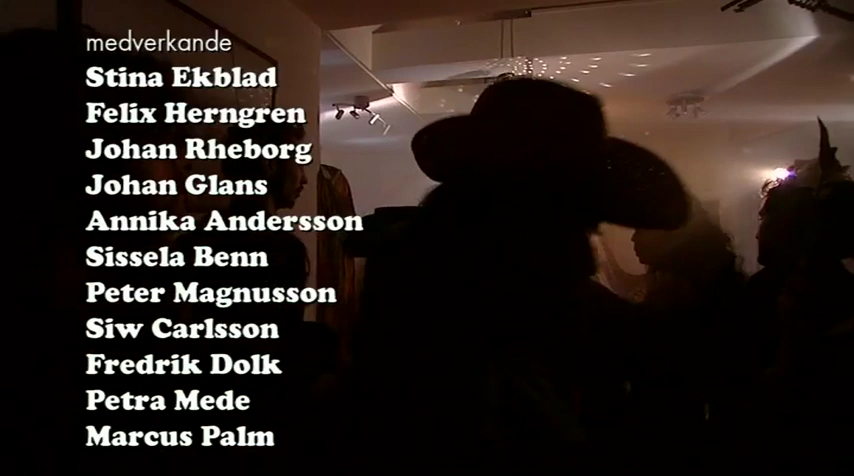 medverkande
Stina Ekblad
Felix Herngren
Johan Rheborg
Johan Glans
Annika Andersson
Sissela Benn
Peter Magnusson
Siw Carlsson
Fredrik Dolk
Petra Mede
Marcus Palm